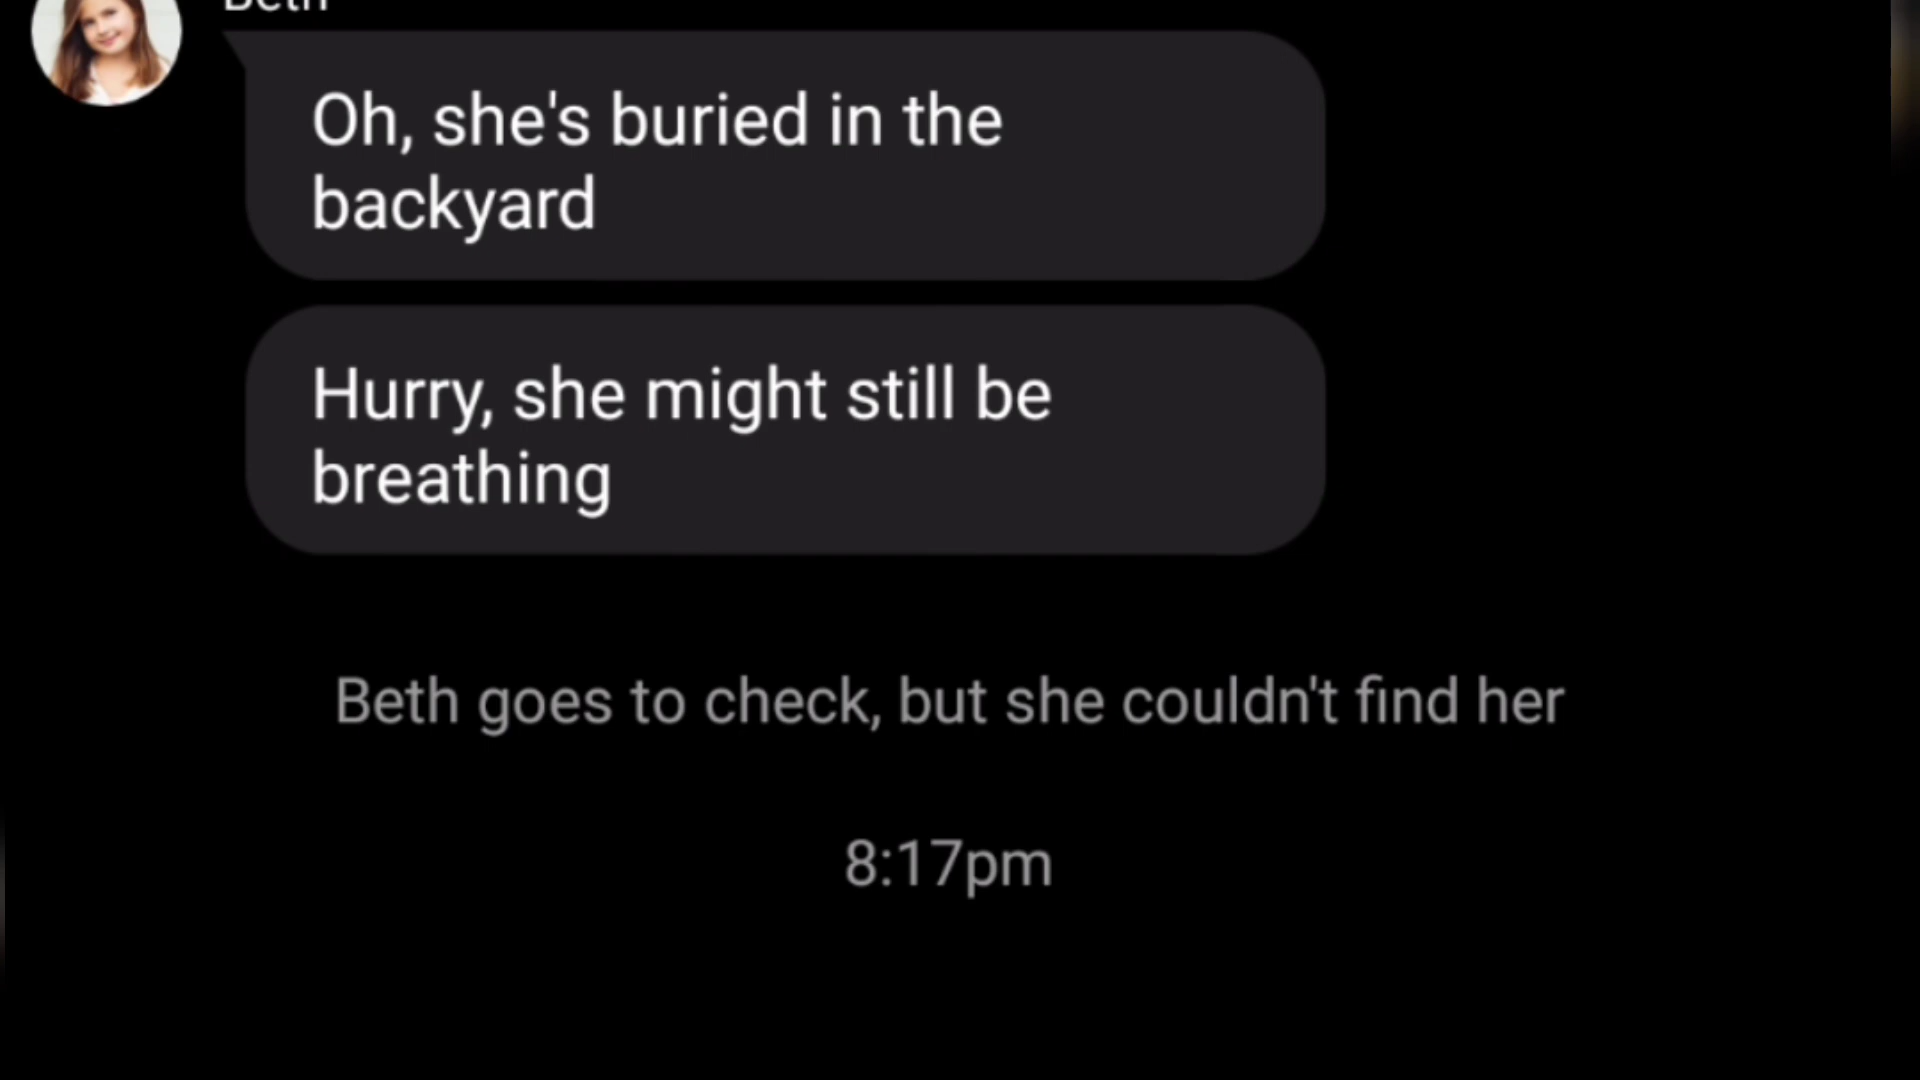 Beth
Oh, she's buried in the
backyard
Hurry, she might still be
breathing
Beth goes to check, but she couldn't find her
8:17pm